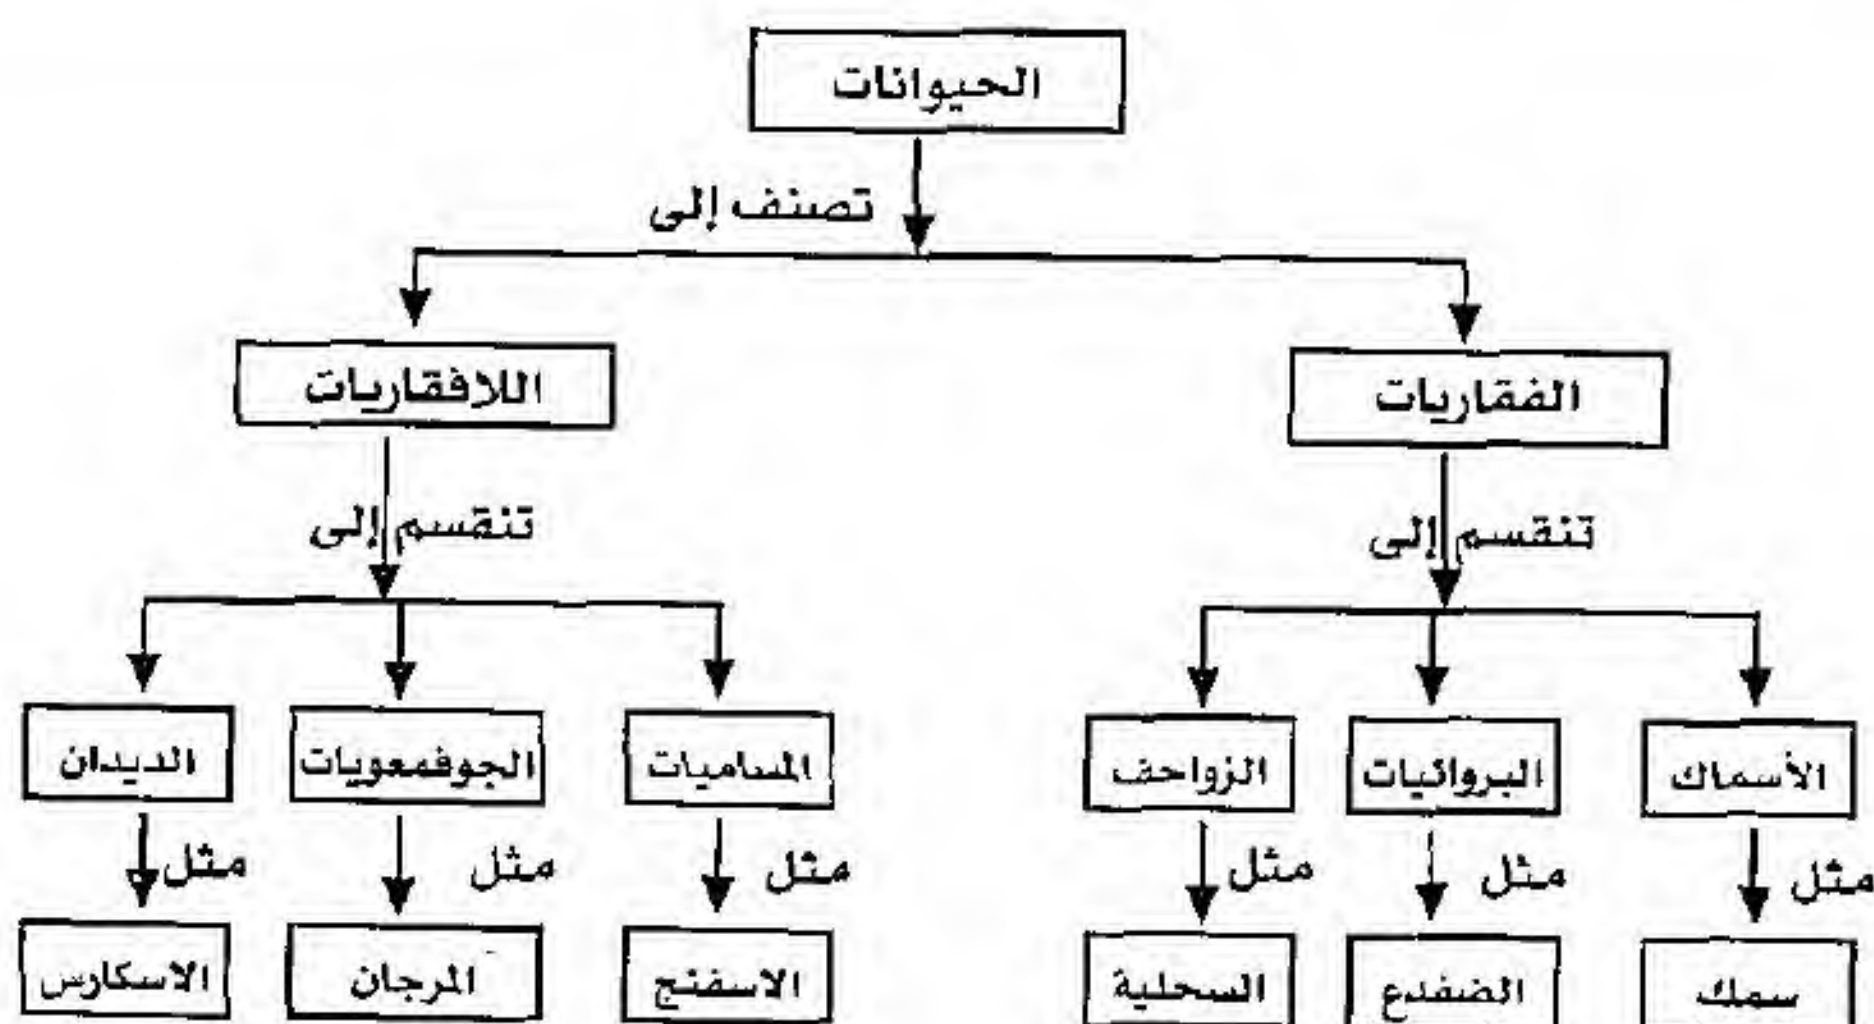 الحيوانات
تصنف إلى
الفقاريات
اللافقاريات
تنقسم إلى
تنقسم إلى
الأسماك
البروائيات
الزواحف
المساميات
الجوفمعويات
الديدان
مثل
مثل
مثل
مثل
مثل
مثل
سمك
الضفدع
السحلية
الاسفنج
المرجان
الاسكارس